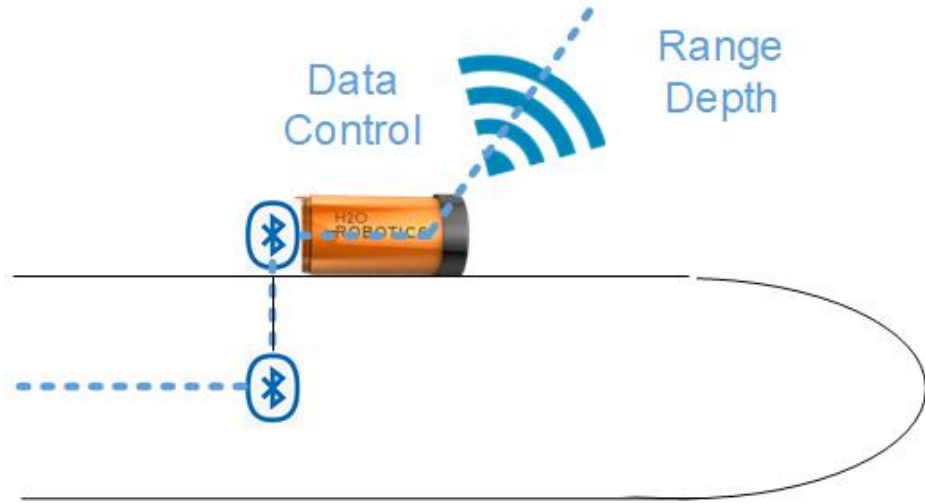 Data
Control
Range
Depth
H2O
ROBOTICS